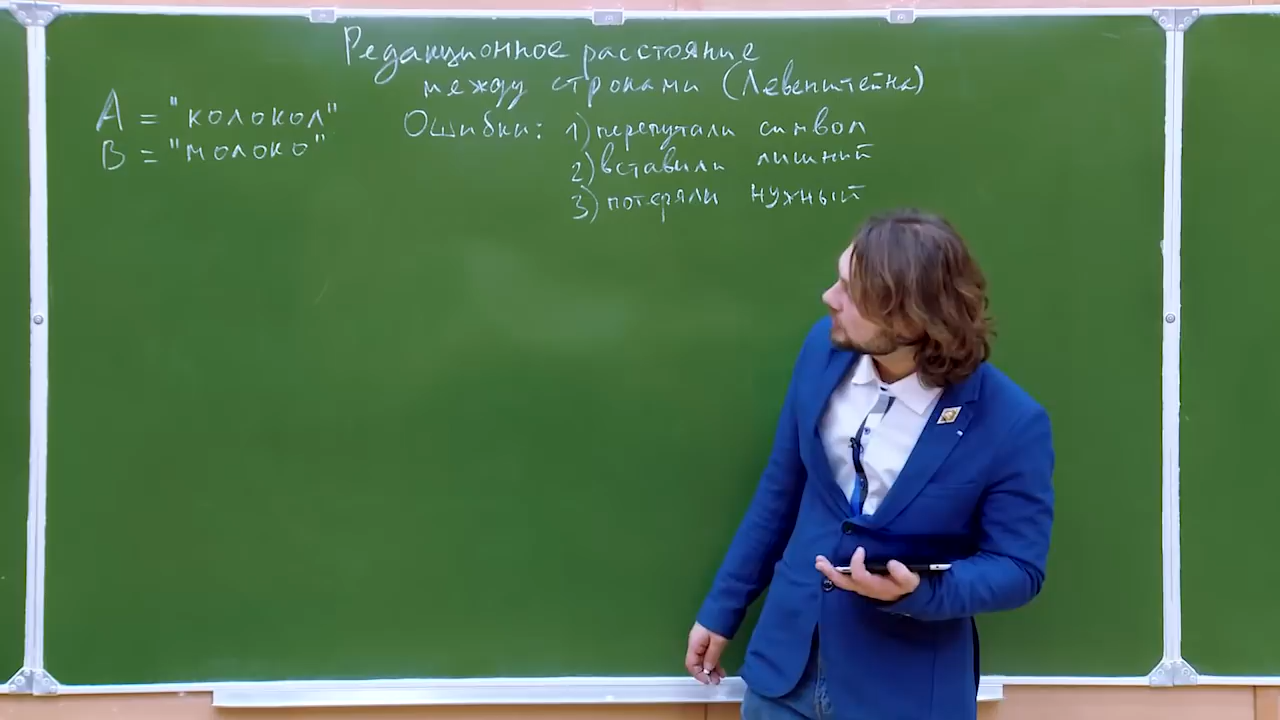 Редакционное расстояние
между строками (Левенштейна)
A = "колокол"
B = "молоко"
Ошибки: 1) перепутали символ
2) вставили лишний
3) потеряли нужный